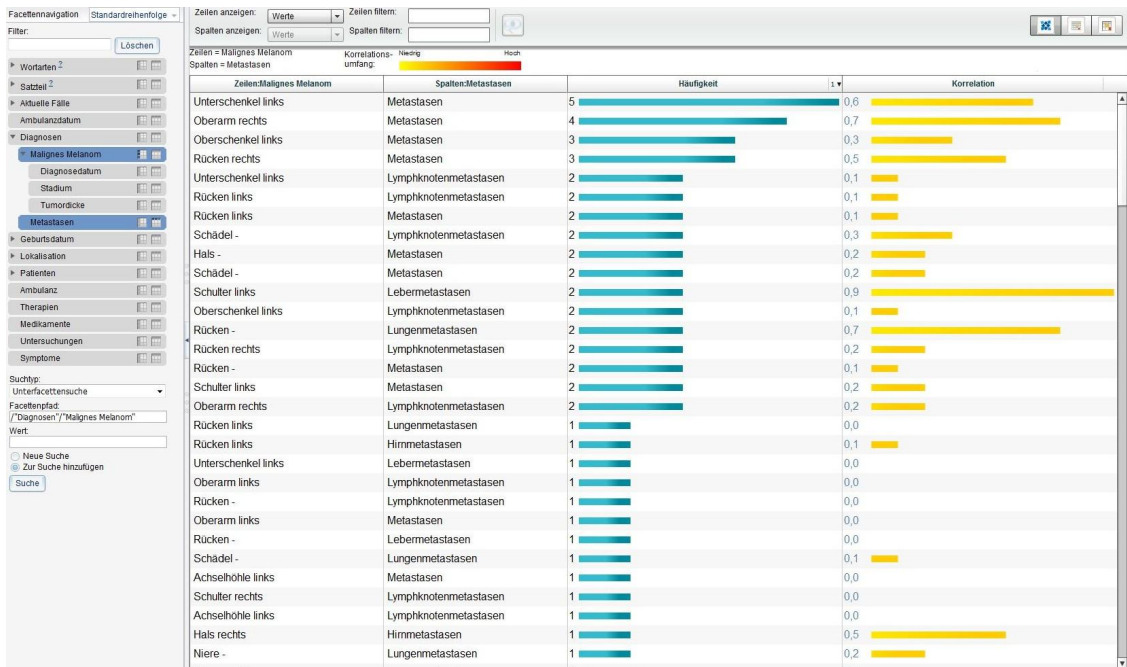 Facettennavigation Standardreihenfolge
Filter:
Löschen
Wortarten ?
Satzteil ?
Aktuelle Fälle
Ambulanzdatum
Diagnosen
Malignes Melanom
Diagnosedatum
Stadium
Tumordicke
Metastasen
Geburtsdatum
Lokalisation
Patienten
Ambulanz
Therapien
Medikamente
Untersuchungen
Symptome
Suchtyp:
Unterfacettensuche
Facettenpfad:
/"Diagnosen"/"Malignes Melanom"
Wert:
Neue Suche
Zur Suche hinzufügen
Suche
Zeilen anzeigen: Werte Zeilen filtern:
Spalten anzeigen: Werte Spalten filtern:
Zeilen = Malignes Melanom
Spalten = Metastasen
Korrelations-
umfang:
Niedrig Hoch
Zeilen:Malignes Melanom Spalten:Metastasen Häufigkeit 1 Korrelation
Unterschenkel links Metastasen 5 0,6
Oberarm rechts Metastasen 4 0,7
Oberschenkel links Metastasen 3 0,3
Rücken rechts Metastasen 3 0,5
Unterschenkel links Lymphknotenmetastasen 2 0,1
Rücken links Lymphknotenmetastasen 2 0,1
Rücken links Metastasen 2 0,1
Schädel - Lymphknotenmetastasen 2 0,3
Hals - Metastasen 2 0,2
Schädel - Metastasen 2 0,2
Schulter links Lebermetastasen 2 0,9
Oberschenkel links Lymphknotenmetastasen 2 0,1
Rücken - Lungenmetastasen 2 0,7
Rücken rechts Lymphknotenmetastasen 2 0,2
Rücken - Metastasen 2 0,1
Schulter links Metastasen 2 0,2
Oberarm rechts Lymphknotenmetastasen 2 0,2
Rücken links Lungenmetastasen 1 0,0
Rücken links Hirnmetastasen 1 0,1
Unterschenkel links Lebermetastasen 1 0,0
Oberarm links Lymphknotenmetastasen 1 0,0
Rücken - Lymphknotenmetastasen 1 0,0
Oberarm links Metastasen 1 0,0
Rücken - Lebermetastasen 1 0,0
Schädel - Lungenmetastasen 1 0,1
Achselhöhle links Metastasen 1 0,0
Schulter rechts Lymphknotenmetastasen 1 0,0
Achselhöhle links Lymphknotenmetastasen 1 0,0
Hals rechts Hirnmetastasen 1 0,5
Niere - Lungenmetastasen 1 0,2